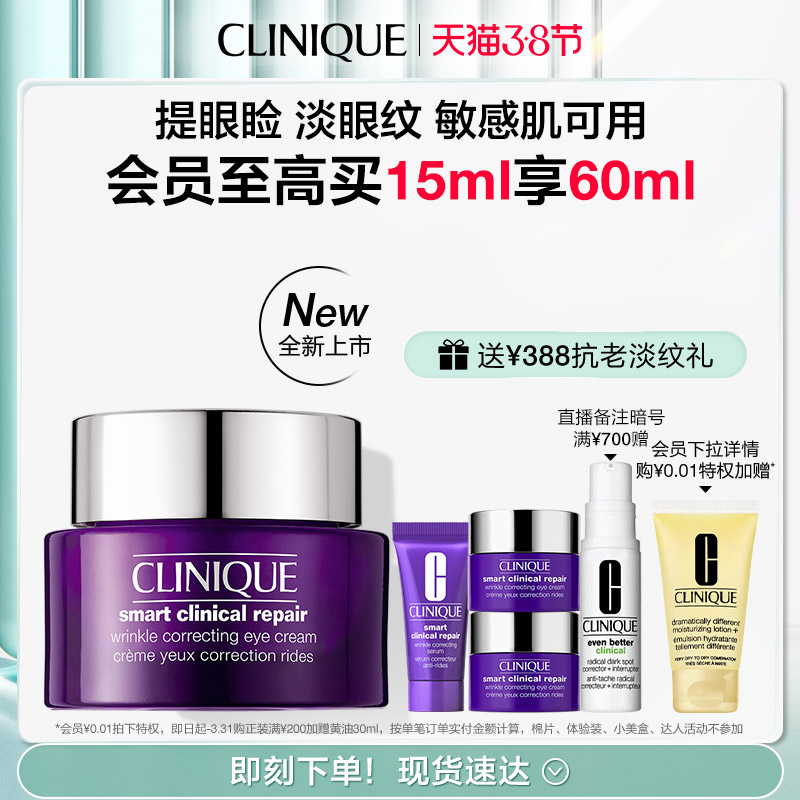 CLINIQUE | 天猫3.8节
提眼睑 淡眼纹 敏感肌可用
会员至高买15ml享60ml
New
全新上市
送¥388抗老淡纹礼
直播备注暗号
满¥700赠
会员下拉详情
购¥0.01特权加赠*
CLINIQUE
smart clinical repair
wrinkle correcting eye cream
crème yeux correction rides
CLINIQUE
smart
clinical repair
wrinkle correcting
serum
sérum correcteur
anti-rides
CLINIQUE
smart clinical repair
wrinkle correcting eye cream
crème yeux correction rides
CLINIQUE
smart clinical repair
wrinkle correcting eye cream
crème yeux correction rides
CLINIQUE
even better
clinical
radical dark spot
corrector + interrupter
anti-tache radical
correcteur + interrupteur
CLINIQUE
dramatically different
moisturizing lotion +
émulsion hydratante
tellement différente
VERY DRY TO DRY COMBINATION
TRÈS SÈCHE À MIXTE
*会员¥0.01拍下特权，即日起-3.31购正装满¥200加赠黄油30ml，按单笔订单实付金额计算，棉片、体验装、小美盒、达人活动不参加
即刻下单！现货速达